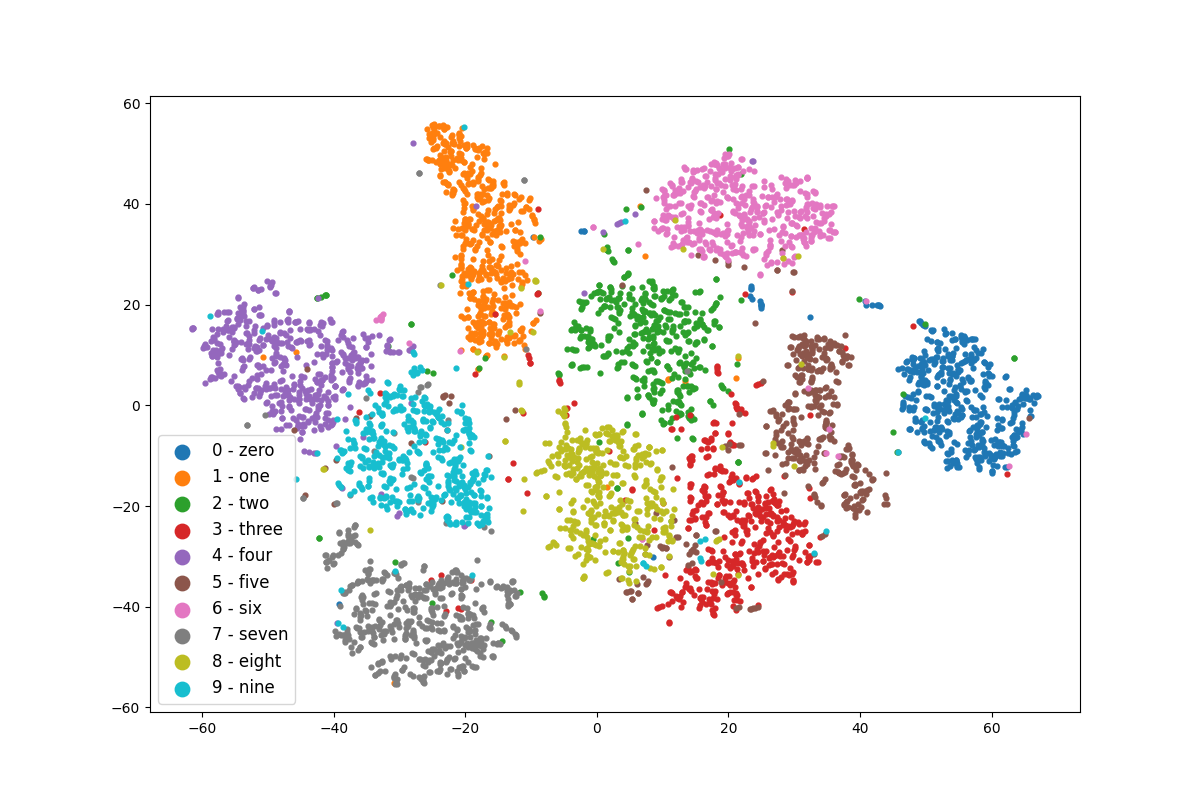 60
40
20
0
−20
−40
−60
0 - zero
1 - one
2 - two
3 - three
4 - four
5 - five
6 - six
7 - seven
8 - eight
9 - nine
−60 −40 −20 0 20 40 60